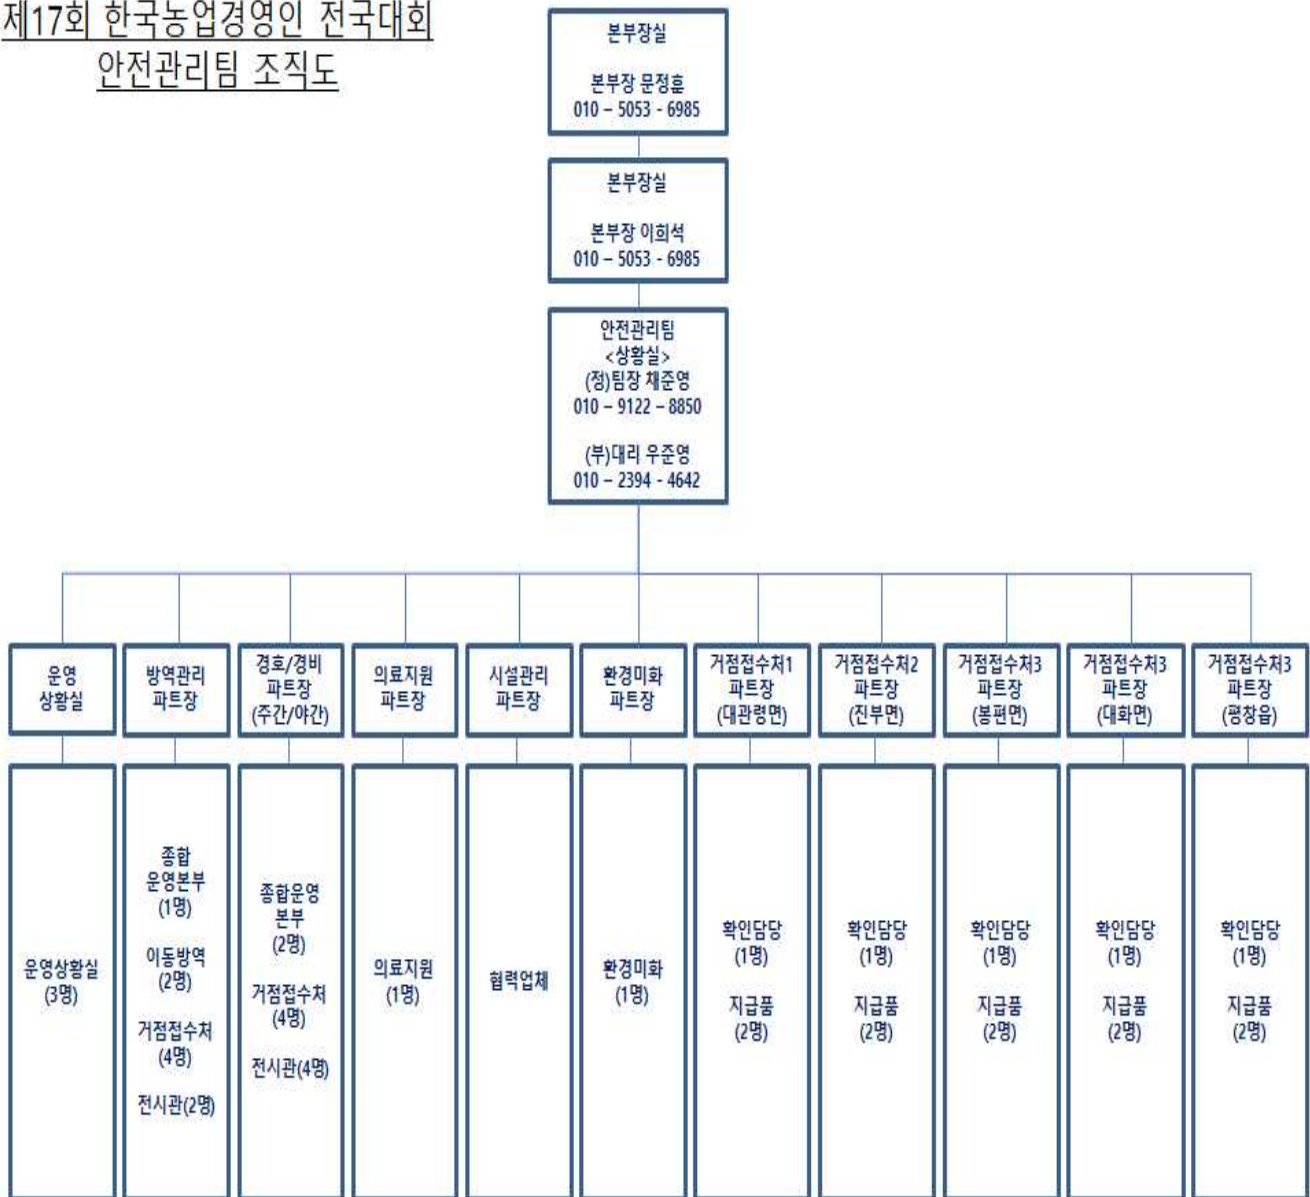 제17회 한국농업경영인 전국대회
안전관리팀 조직도
본부장실
본부장 문정훈
010 – 5053 - 6985
본부장실
본부장 이희석
010 – 5053 - 6985
안전관리팀
<상황실>
(정)팀장 채준영
010 – 9122 – 8850
(부)대리 우준영
010 – 2394 - 4642
운영
상황실
방역관리
파트장
경호/경비
파트장
(주간/야간)
의료지원
파트장
시설관리
파트장
환경미화
파트장
거점접수처1
파트장
(대관령면)
거점접수처2
파트장
(진부면)
거점접수처3
파트장
(봉편면)
거점접수처3
파트장
(대화면)
거점접수처3
파트장
(평창읍)
운영상황실
(3명)
종합
운영본부
(1명)
이동방역
(2명)
거점접수처
(4명)
전시관(2명)
종합운영
본부
(2명)
거점접수처
(4명)
전시관(4명)
의료지원
(1명)
협력업체
환경미화
(1명)
확인담당
(1명)
지급품
(2명)
확인담당
(1명)
지급품
(2명)
확인담당
(1명)
지급품
(2명)
확인담당
(1명)
지급품
(2명)
확인담당
(1명)
지급품
(2명)